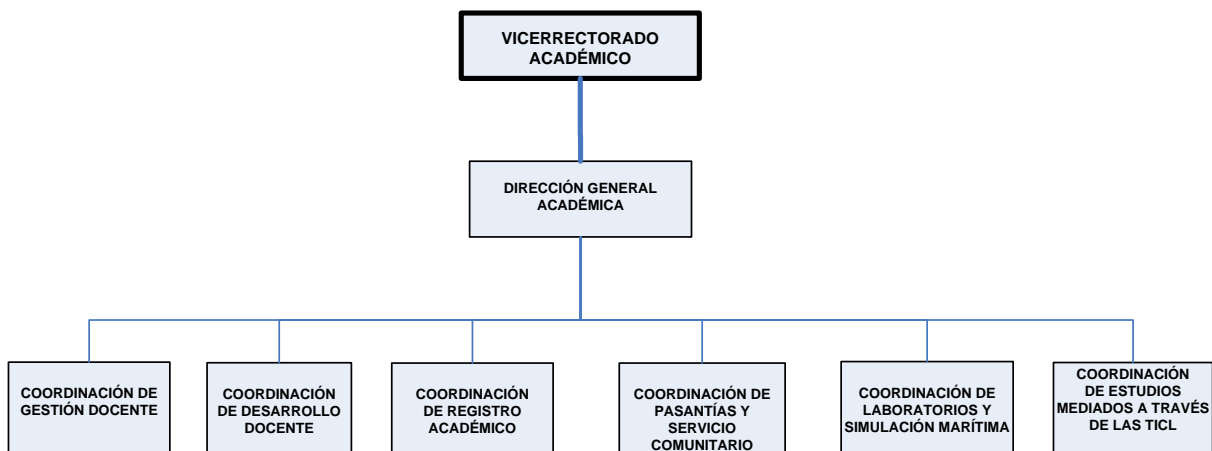 VICERRECTORADO
ACADÉMICO
DIRECCIÓN GENERAL
ACADÉMICA
COORDINACIÓN DE
GESTIÓN DOCENTE
COORDINACIÓN
DE DESARROLLO
DOCENTE
COORDINACIÓN
DE REGISTRO
ACADÉMICO
COORDINACIÓN DE
PASANTÍAS Y
SERVICIO
COMUNITARIO
COORDINACIÓN DE
LABORATORIOS Y
SIMULACIÓN MARÍTIMA
COORDINACIÓN
DE ESTUDIOS
MEDIADOS A TRAVÉS
DE LAS TICL